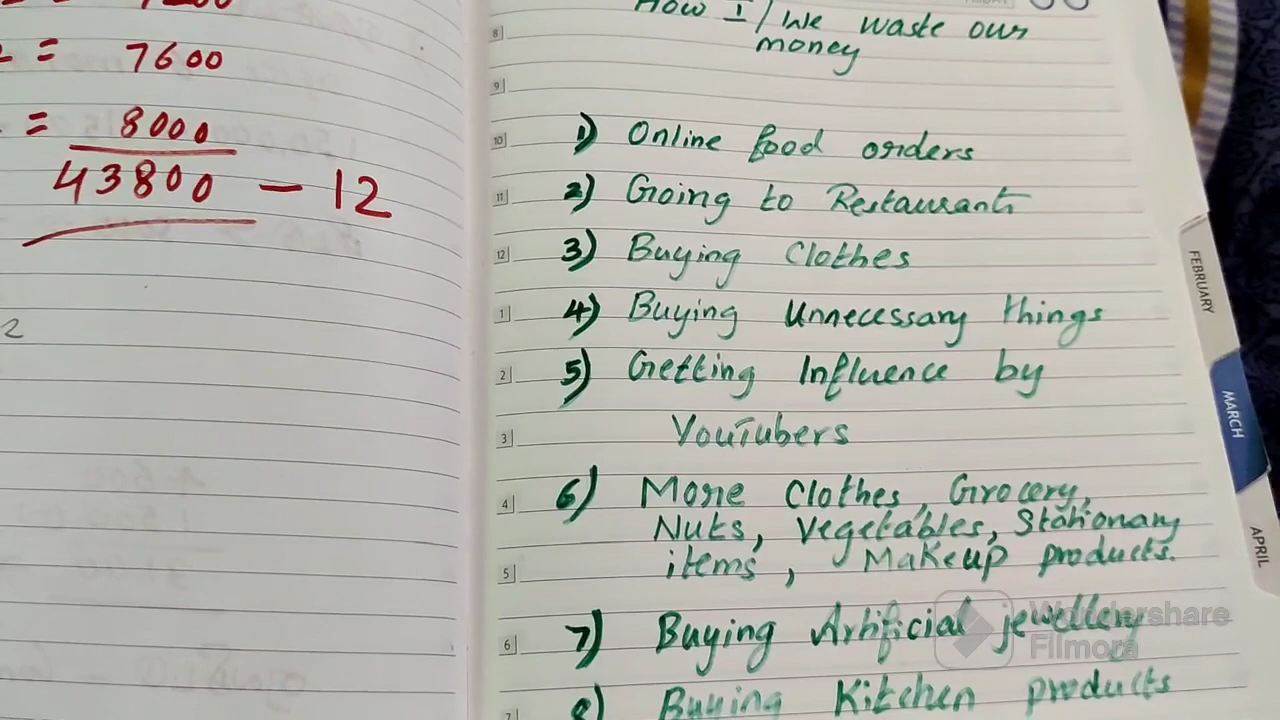 = 7600
= 8000
43800 - 12
2
How I/We waste our
money
1) Online food orders
2) Going to Restaurants
3) Buying Clothes
4) Buying Unnecessary things
5) Getting Influence by
YouTubers
6) More Clothes, Grocery,
Nuts, Vegetables, Stationary
items, Makeup products.
7) Buying Artificial jewellery
8) Buying Kitchen products
8
9
10
11
12
1
2
3
4
5
6
7
FEBRUARY
MARCH
APRIL
Wondershare
Filmora